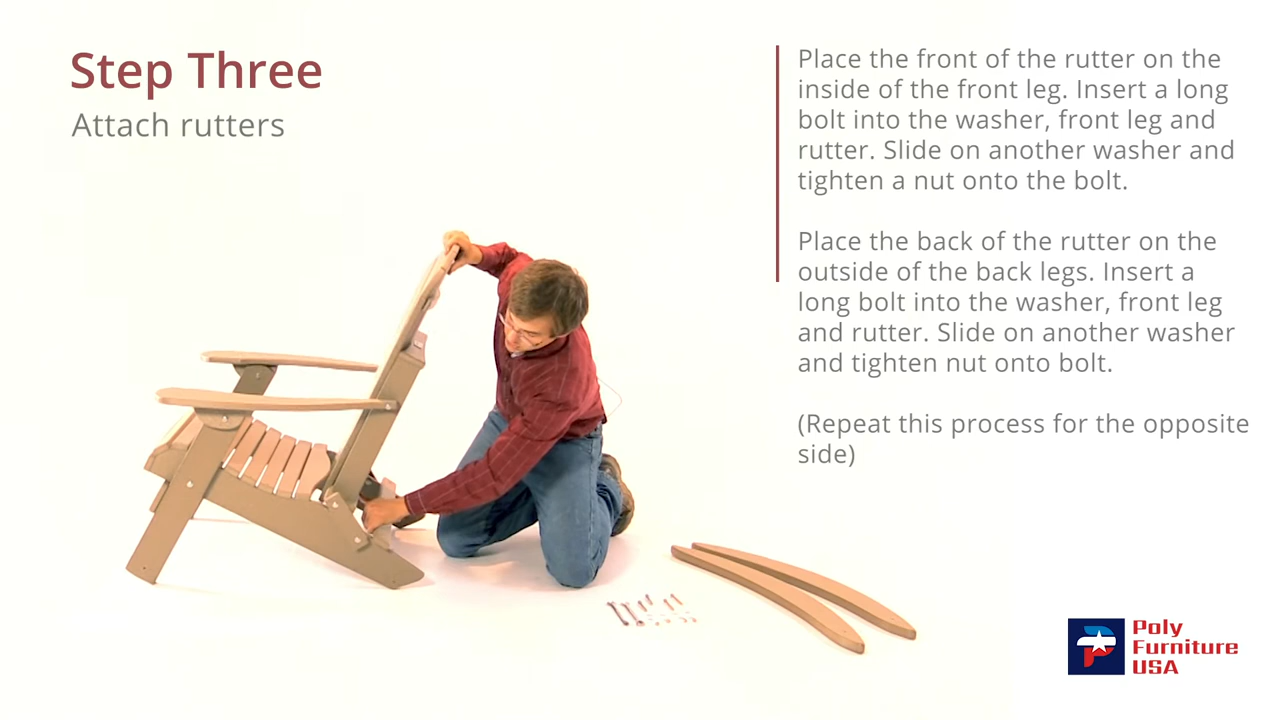 Step Three
Attach rutters
Place the front of the rutter on the
inside of the front leg. Insert a long
bolt into the washer, front leg and
rutter. Slide on another washer and
tighten a nut onto the bolt.
Place the back of the rutter on the
outside of the back legs. Insert a
long bolt into the washer, front leg
and rutter. Slide on another washer
and tighten nut onto bolt.
(Repeat this process for the opposite
side)
Poly
Furniture
USA